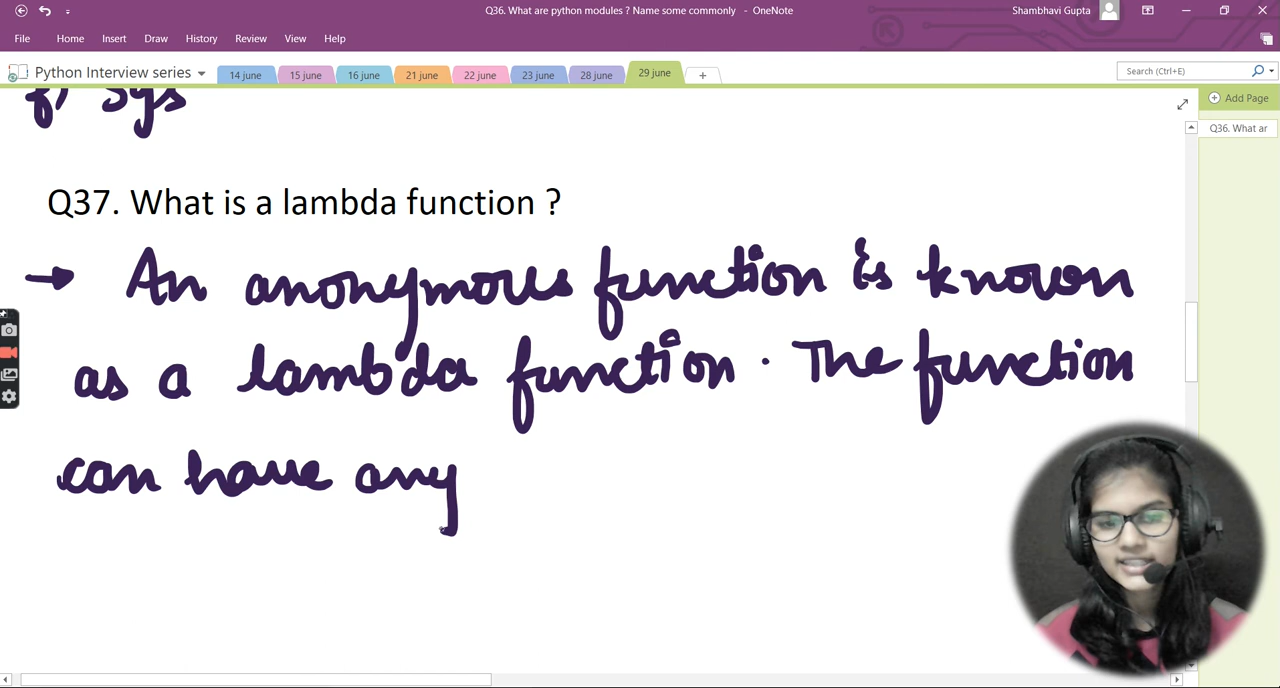 Q36. What are python modules ? Name some commonly - OneNote
Shambhavi Gupta
File Home Insert Draw History Review View Help
Python Interview series
14 june 15 june 16 june 21 june 22 june 23 june 28 june 29 june
Search (Ctrl+E)
Add Page
Q36. What ar
f) Sys
Q37. What is a lambda function ?
→ An anonymous function is known
as a lambda function. The function
can have any